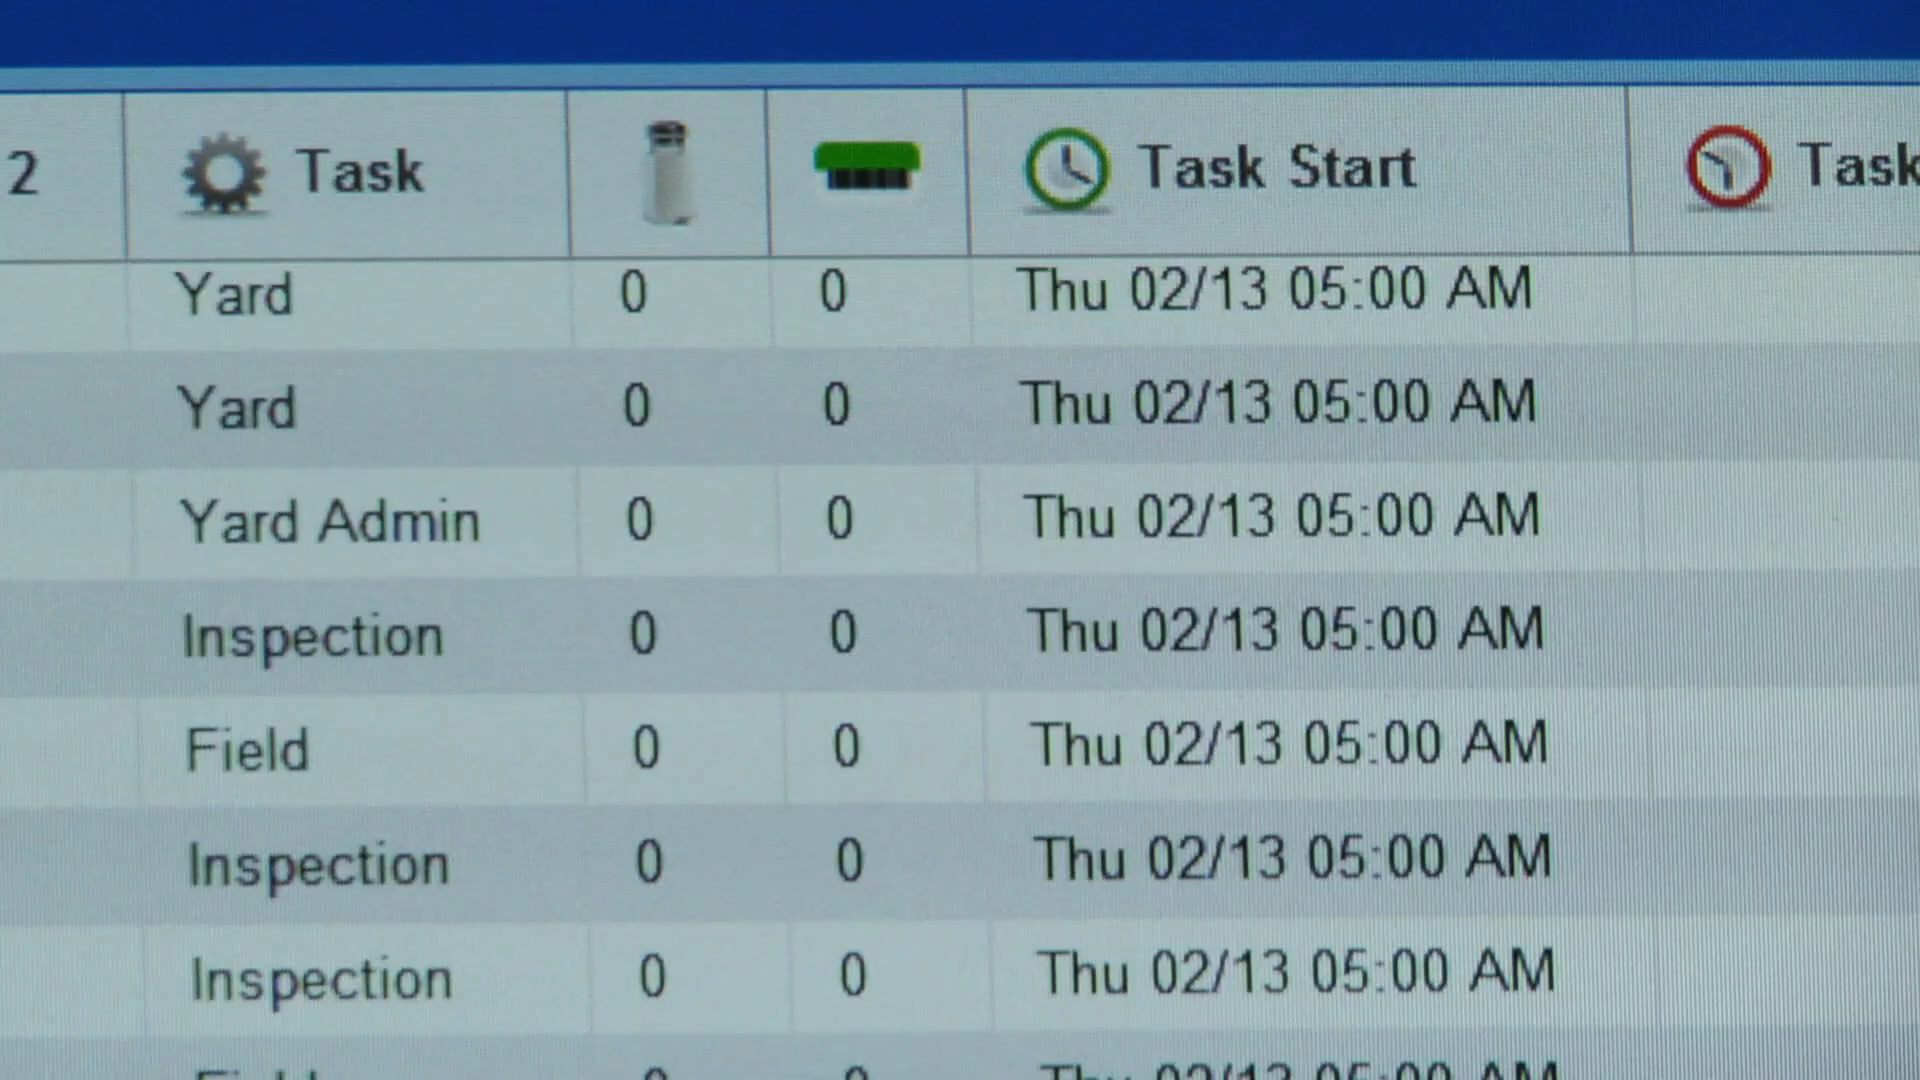 2 Task Task Start Task
Yard 0 0 Thu 02/13 05:00 AM
Yard 0 0 Thu 02/13 05:00 AM
Yard Admin 0 0 Thu 02/13 05:00 AM
Inspection 0 0 Thu 02/13 05:00 AM
Field 0 0 Thu 02/13 05:00 AM
Inspection 0 0 Thu 02/13 05:00 AM
Inspection 0 0 Thu 02/13 05:00 AM